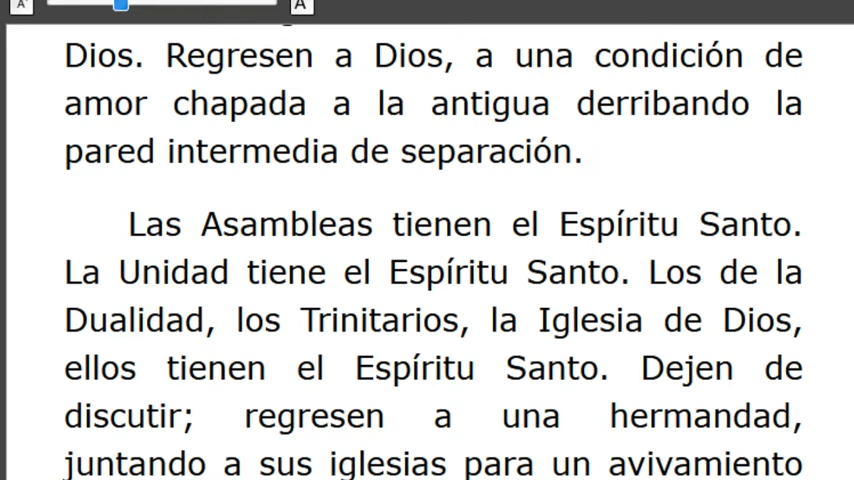 A A
Dios. Regresen a Dios, a una condición de
amor chapada a la antigua derribando la
pared intermedia de separación.
Las Asambleas tienen el Espíritu Santo.
La Unidad tiene el Espíritu Santo. Los de la
Dualidad, los Trinitarios, la Iglesia de Dios,
ellos tienen el Espíritu Santo. Dejen de
discutir; regresen a una hermandad,
juntando a sus iglesias para un avivamiento